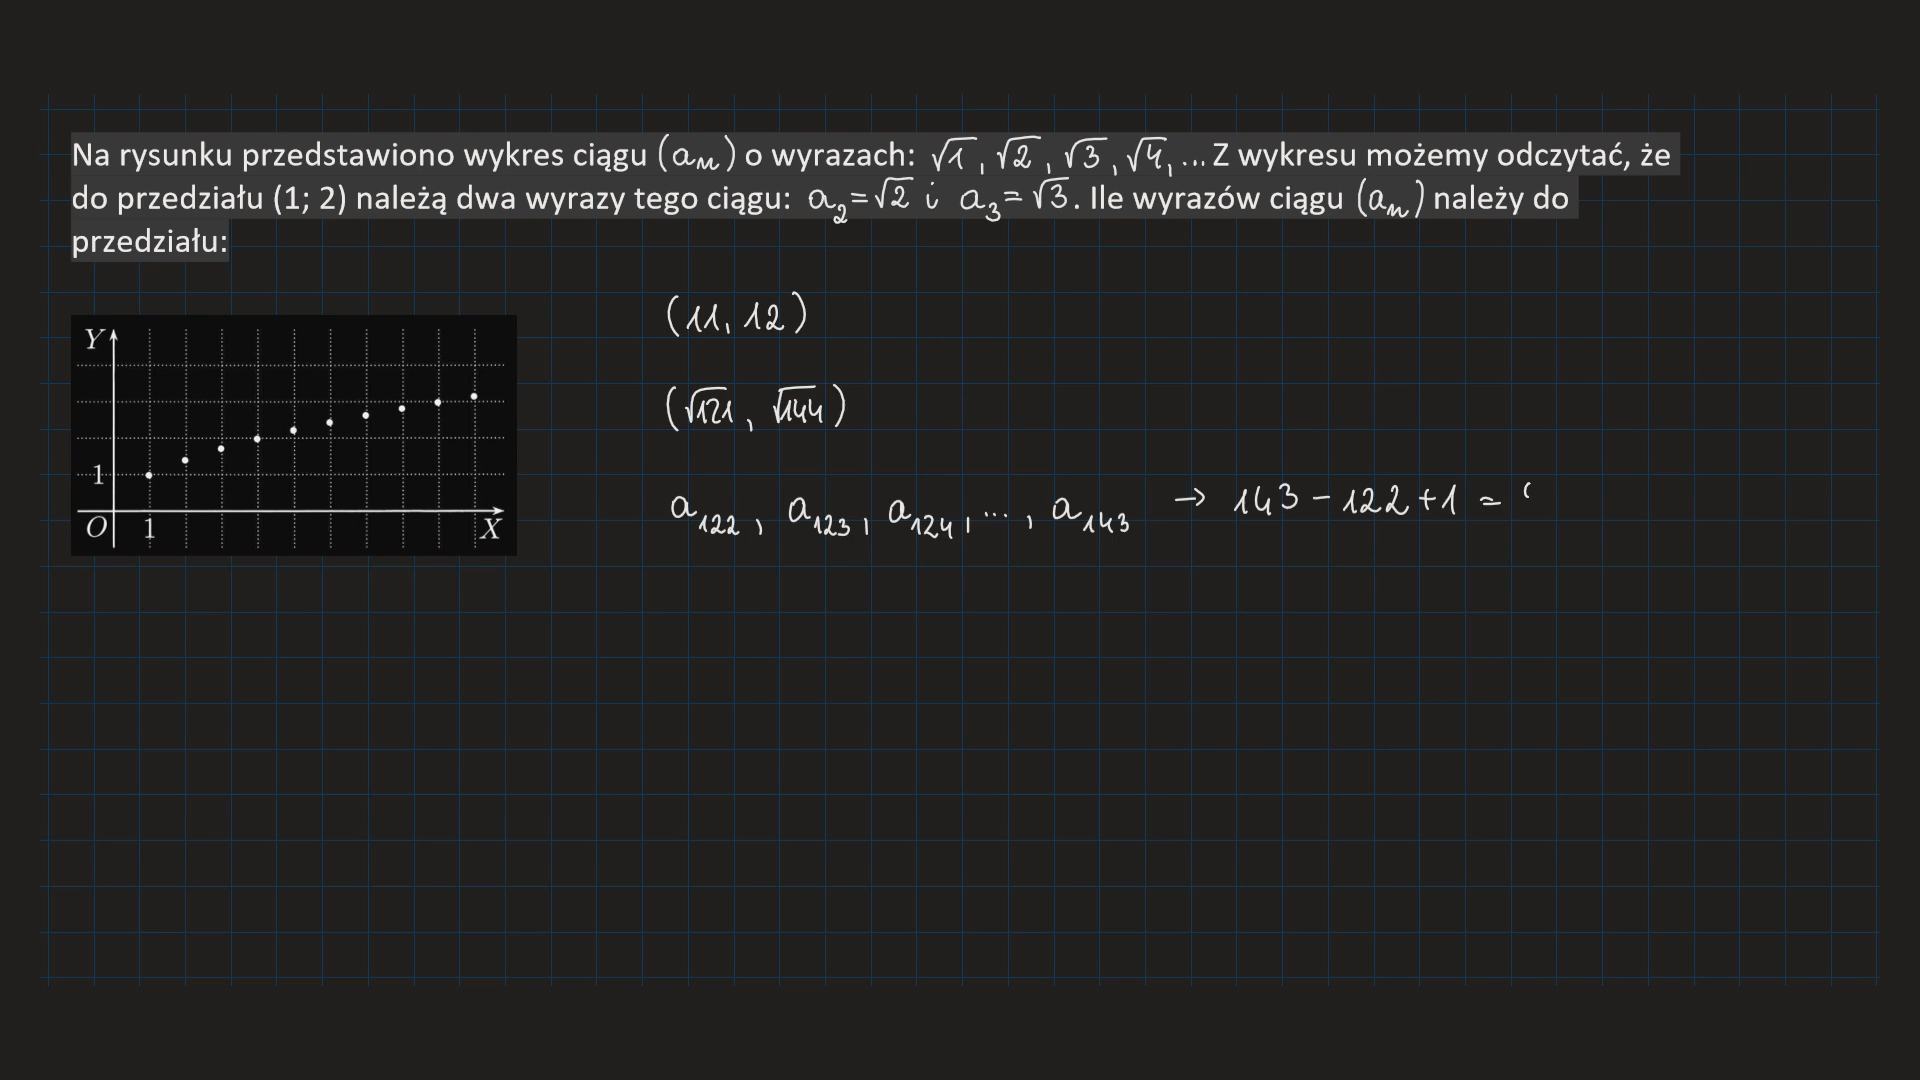 Na rysunku przedstawiono wykres ciągu (aₙ) o wyrazach: √1, √2, √3, √4, ... Z wykresu możemy odczytać, że
do przedziału (1; 2) należą dwa wyrazy tego ciągu: a₂=√2 i a₃=√3. Ile wyrazów ciągu (aₙ) należy do
przedziału:
(11, 12)
Y
(√121, √144)
1
a₁₂₂, a₁₂₃, a₁₂₄, ..., a₁₄₃ → 143 - 122 + 1 =
O 1 X